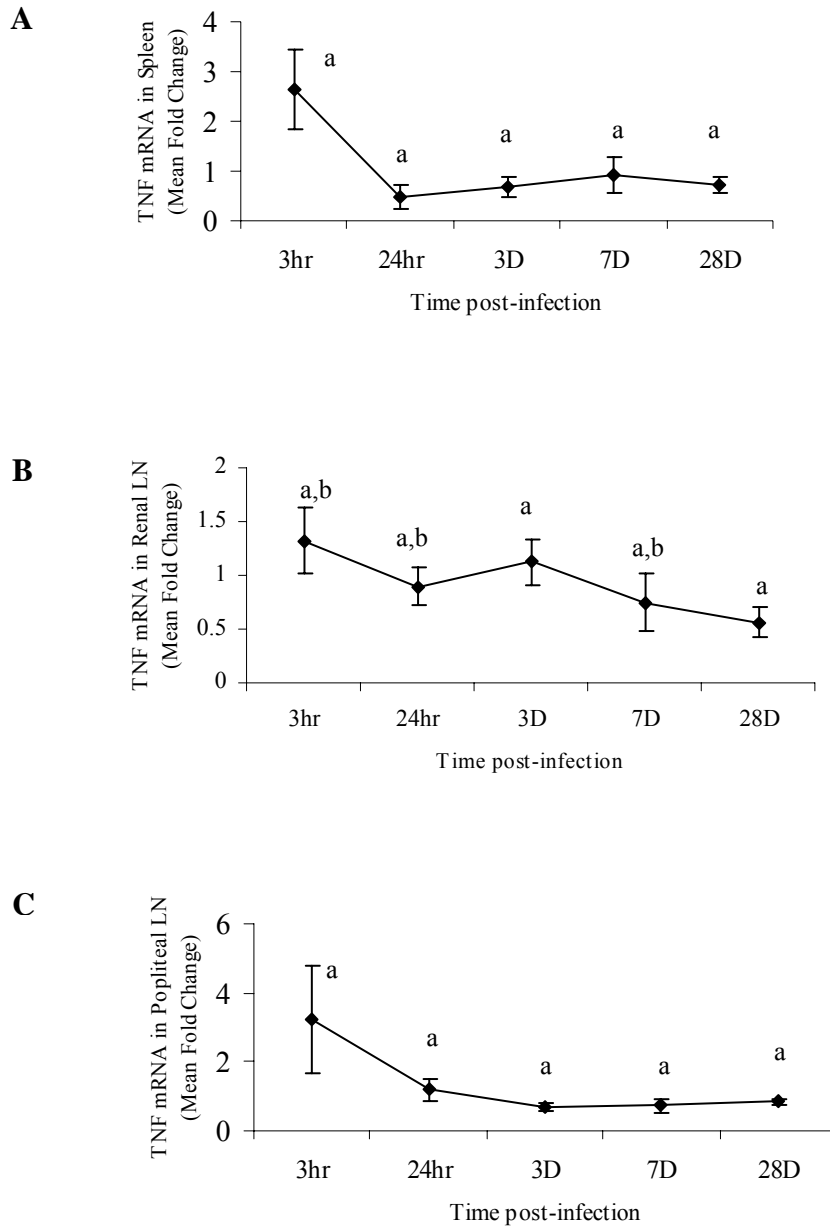 A
TNF mRNA in Spleen
(Mean Fold Change)
4
3
2
1
0
a
a
a
a
a
3hr 24hr 3D 7D 28D
Time post-infection
B
TNF mRNA in Renal LN
(Mean Fold Change)
2
1.5
1
0.5
0
a,b
a,b
a
a,b
a
3hr 24hr 3D 7D 28D
Time post-infection
C
TNF mRNA in Popliteal LN
(Mean Fold Change)
6
4
2
0
a
a
a
a
a
3hr 24hr 3D 7D 28D
Time post-infection